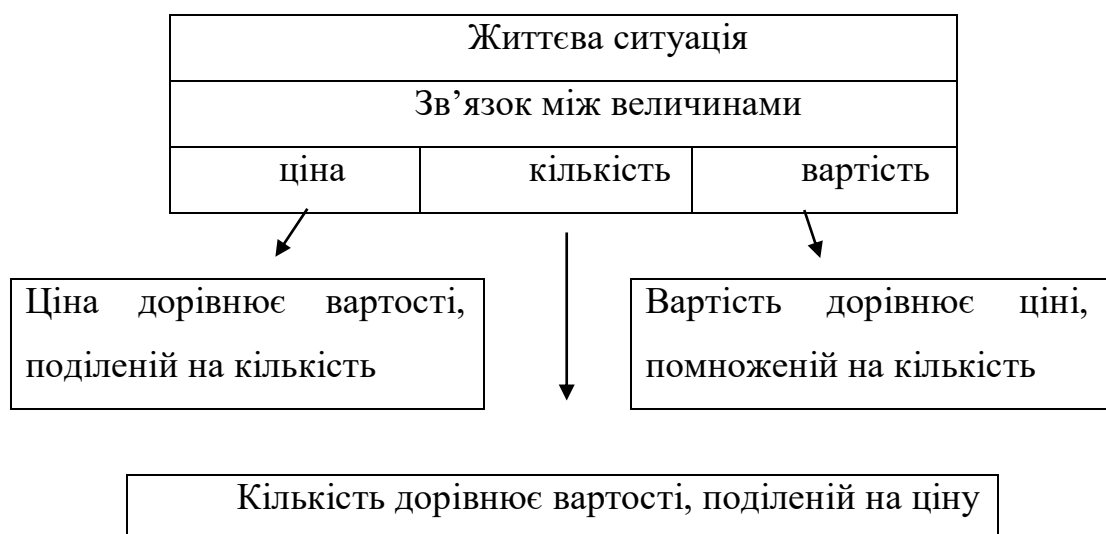 Життєва ситуація
Зв’язок між величинами
ціна кількість вартість
Ціна дорівнює вартості,
поділеній на кількість
Вартість дорівнює ціні,
помноженій на кількість
Кількість дорівнює вартості, поділеній на ціну